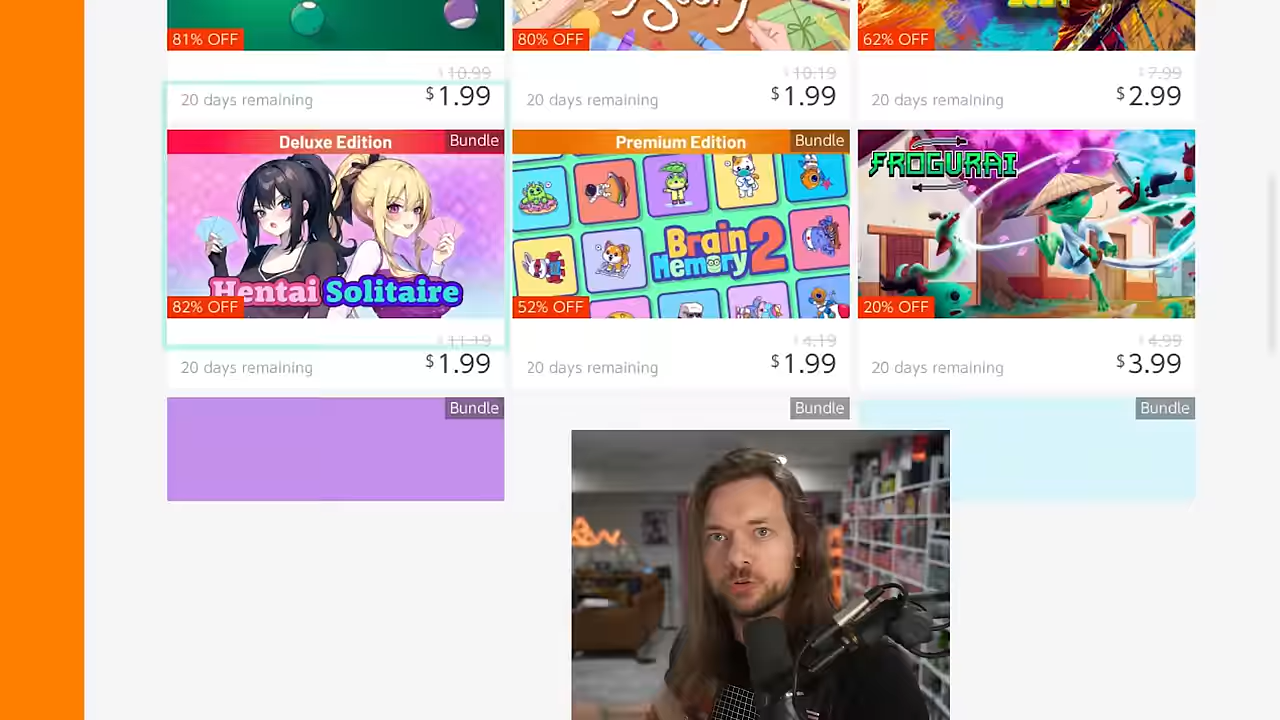 81% OFF
80% OFF
62% OFF
$ 10.99
$ 10.19
$ 7.99
20 days remaining
$1.99
20 days remaining
$1.99
20 days remaining
$2.99
Deluxe Edition
Bundle
Premium Edition
Bundle
FROGURAI
Brain
Memory 2
Hentai Solitaire
82% OFF
52% OFF
20% OFF
$ 11.19
$ 4.19
$ 4.99
20 days remaining
$1.99
20 days remaining
$1.99
20 days remaining
$3.99
Bundle
Bundle
Bundle